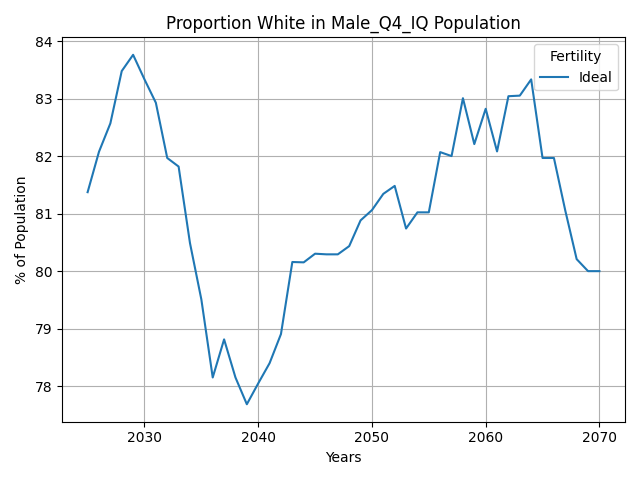 Proportion White in Male_Q4_IQ Population
84
83
82
81
80
79
78
% of Population
Fertility
Ideal
2030
2040
2050
2060
2070
Years